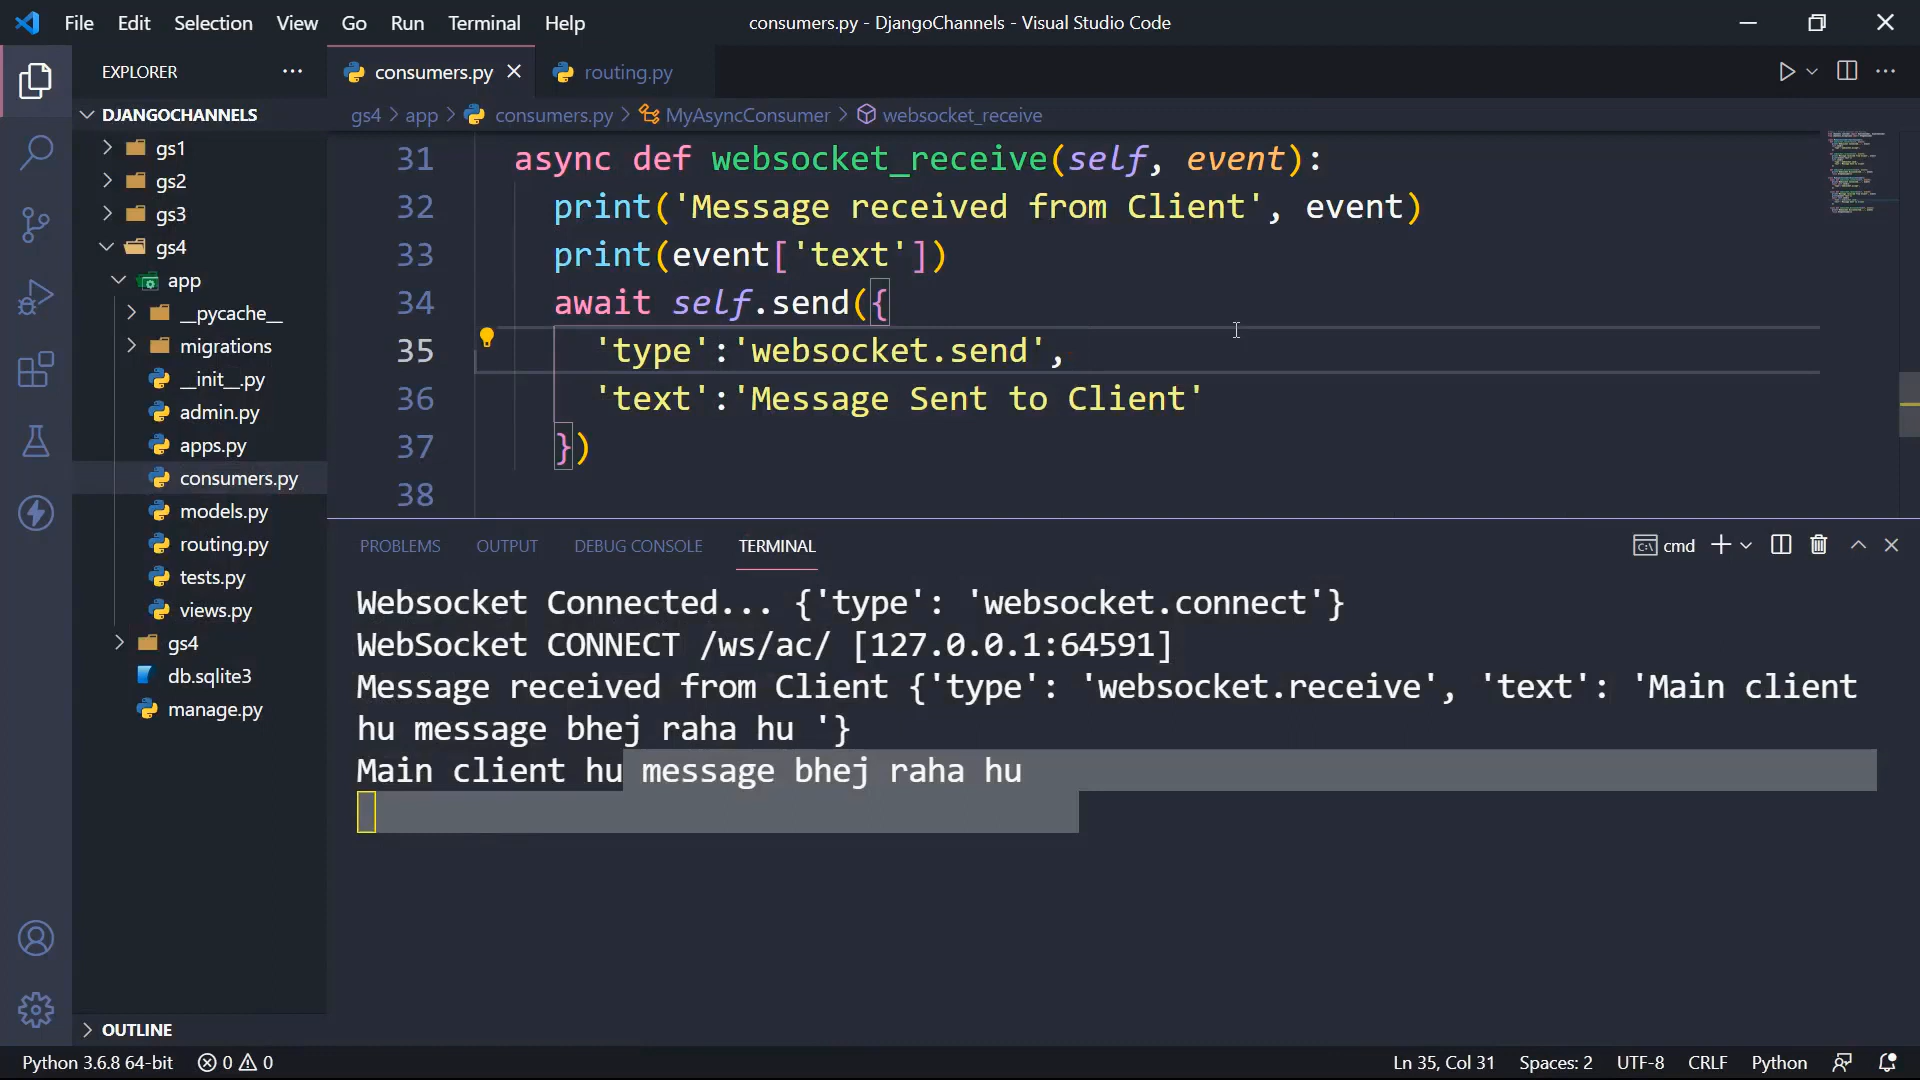 File Edit Selection View Go Run Terminal Help consumers.py - DjangoChannels - Visual Studio Code
EXPLORER
consumers.py
routing.py
DJANGOCHANNELS
gs4 > app > consumers.py > MyAsyncConsumer > websocket_receive
gs1
gs2
gs3
gs4
app
__pycache__
migrations
__init__.py
admin.py
apps.py
consumers.py
models.py
routing.py
tests.py
views.py
gs4
db.sqlite3
manage.py
OUTLINE
31 async def websocket_receive(self, event):
32 print('Message received from Client', event)
33 print(event['text'])
34 await self.send({
35 'type':'websocket.send',
36 'text':'Message Sent to Client'
37 })
38
PROBLEMS OUTPUT DEBUG CONSOLE TERMINAL cmd
Websocket Connected... {'type': 'websocket.connect'}
WebSocket CONNECT /ws/ac/ [127.0.0.1:64591]
Message received from Client {'type': 'websocket.receive', 'text': 'Main client
hu message bhej raha hu '}
Main client hu message bhej raha hu
Python 3.6.8 64-bit 0 0 Ln 35, Col 31 Spaces: 2 UTF-8 CRLF Python